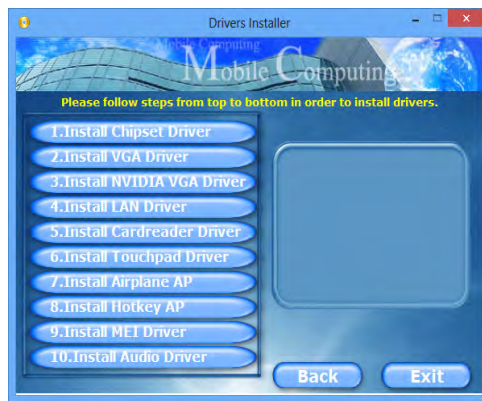 Drivers Installer
Mobile Computing
Mobile Computing
Please follow steps from top to bottom in order to install drivers.
1.Install Chipset Driver
2.Install VGA Driver
3.Install NVIDIA VGA Driver
4.Install LAN Driver
5.Install Cardreader Driver
6.Install Touchpad Driver
7.Install Airplane AP
8.Install Hotkey AP
9.Install MEI Driver
10.Install Audio Driver
Back
Exit